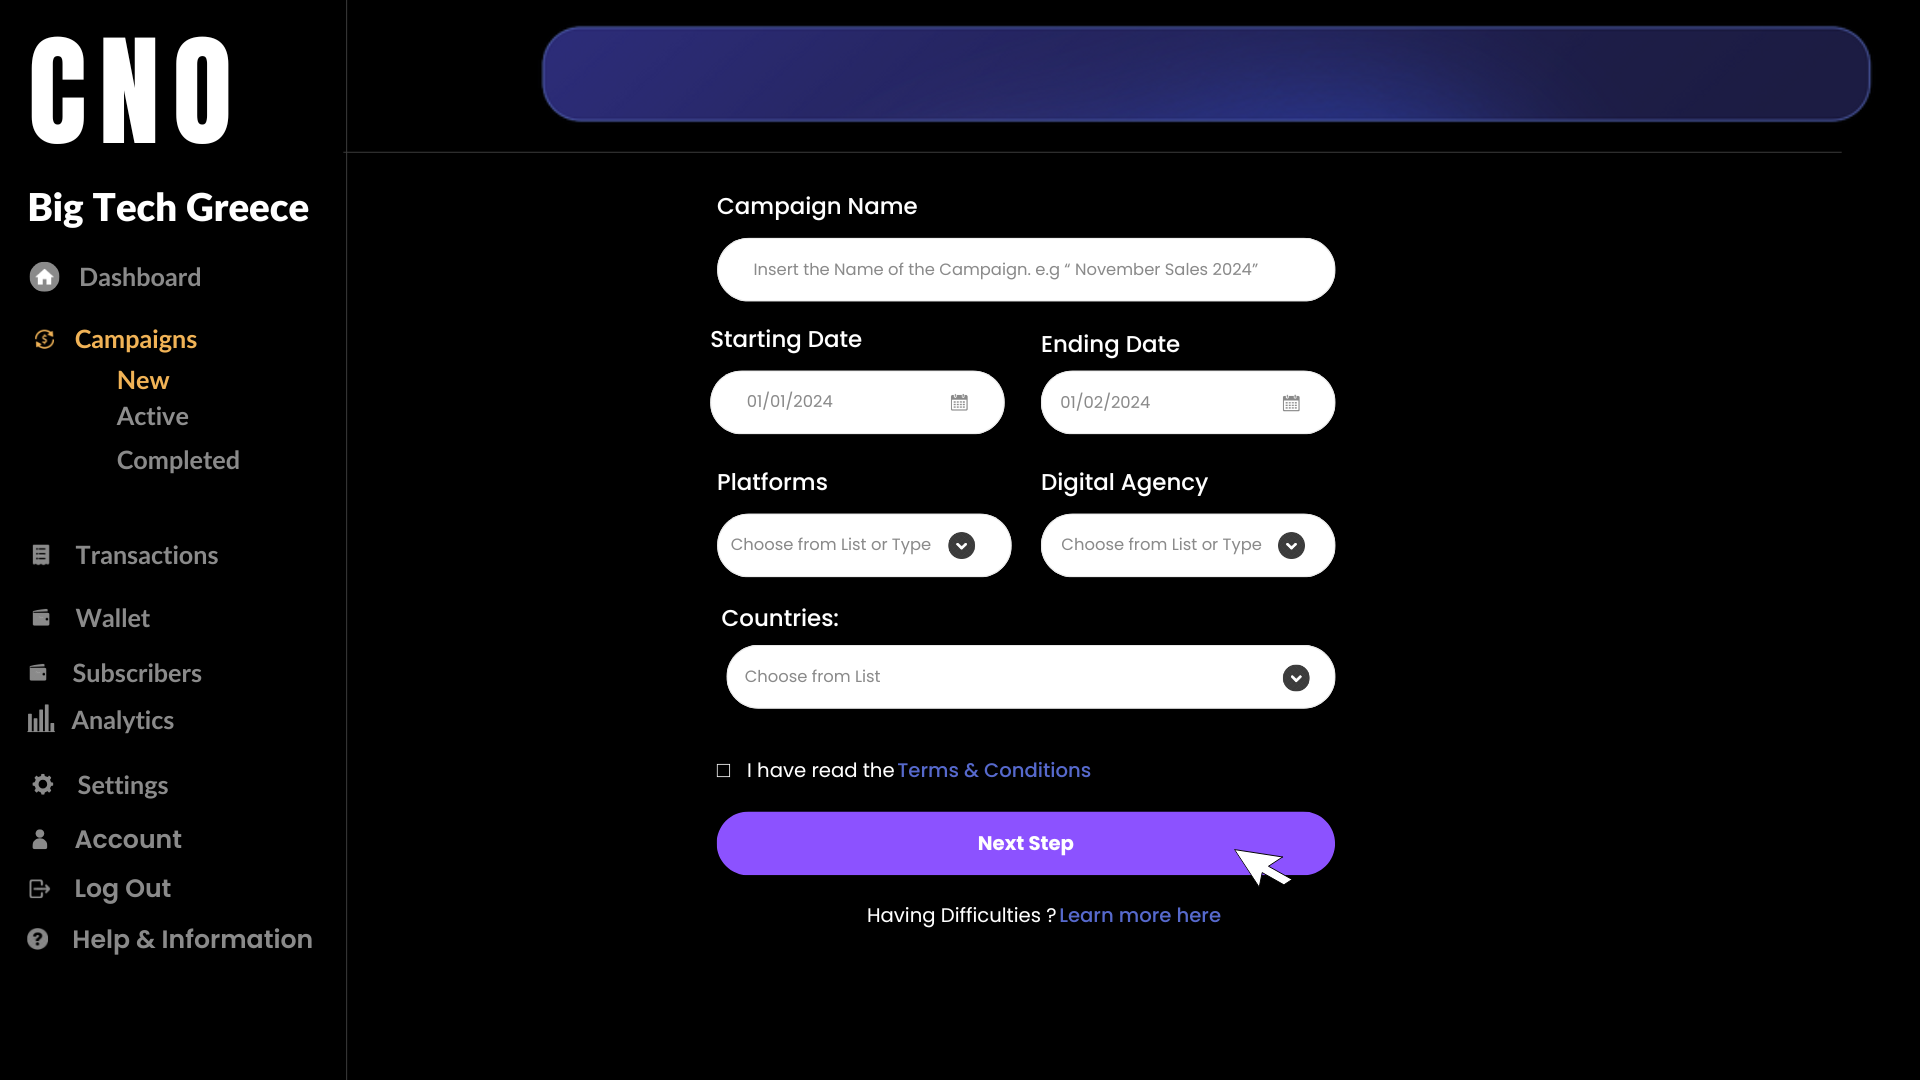 CNO
Big Tech Greece
Dashboard
Campaigns
New
Active
Completed
Transactions
Wallet
Subscribers
Analytics
Settings
Account
Log Out
Help & Information
Campaign Name
Insert the Name of the Campaign. e.g “ November Sales 2024”
Starting Date
Ending Date
01/01/2024
01/02/2024
Platforms
Digital Agency
Choose from List or Type
Choose from List or Type
Countries:
Choose from List
I have read the Terms & Conditions
Next Step
Having Difficulties ? Learn more here